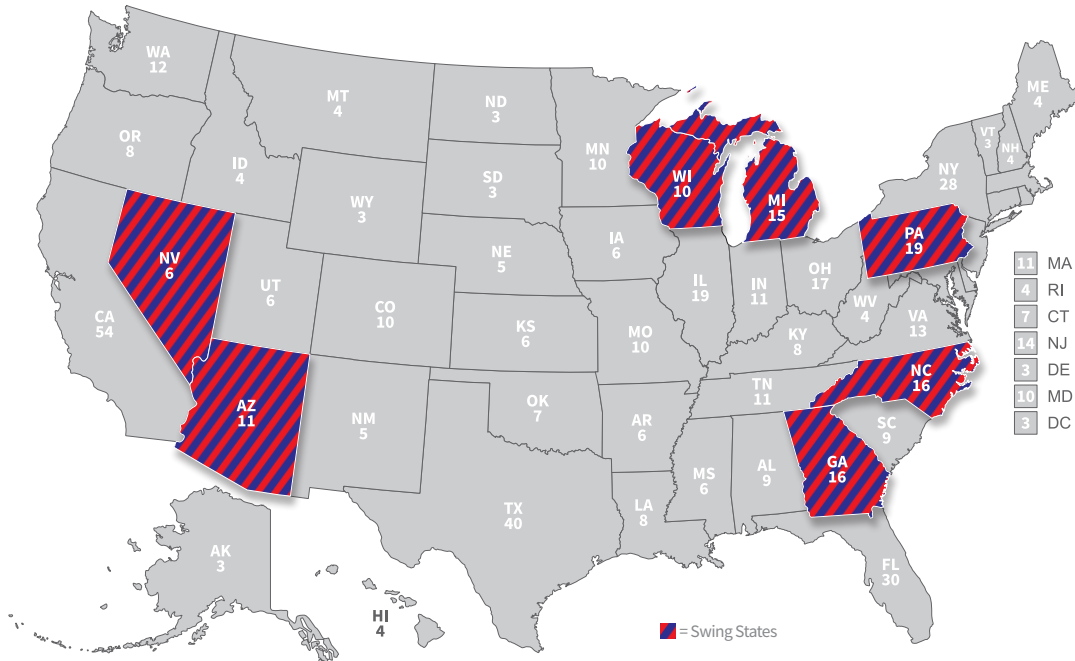 WA
12
OR
8
CA
54
NV
6
ID
4
MT
4
WY
3
UT
6
AZ
11
CO
10
NM
5
ND
3
SD
3
NE
5
KS
6
OK
7
TX
40
MN
10
IA
6
MO
10
AR
6
LA
8
WI
10
IL
19
MI
15
IN
11
OH
17
KY
8
TN
11
MS
6
AL
9
GA
16
FL
30
SC
9
NC
16
VA
13
WV
4
PA
19
NY
28
VT
3
NH
4
ME
4
11 MA
4 RI
7 CT
14 NJ
3 DE
10 MD
3 DC
AK
3
HI
4
= Swing States